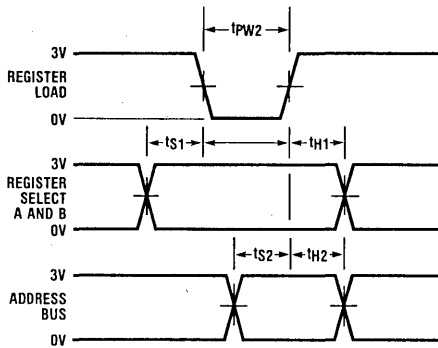 tPW2
3V
REGISTER
LOAD
0V
tS1
tH1
3V
REGISTER
SELECT
A AND B
0V
tS2
tH2
3V
ADDRESS
BUS
0V